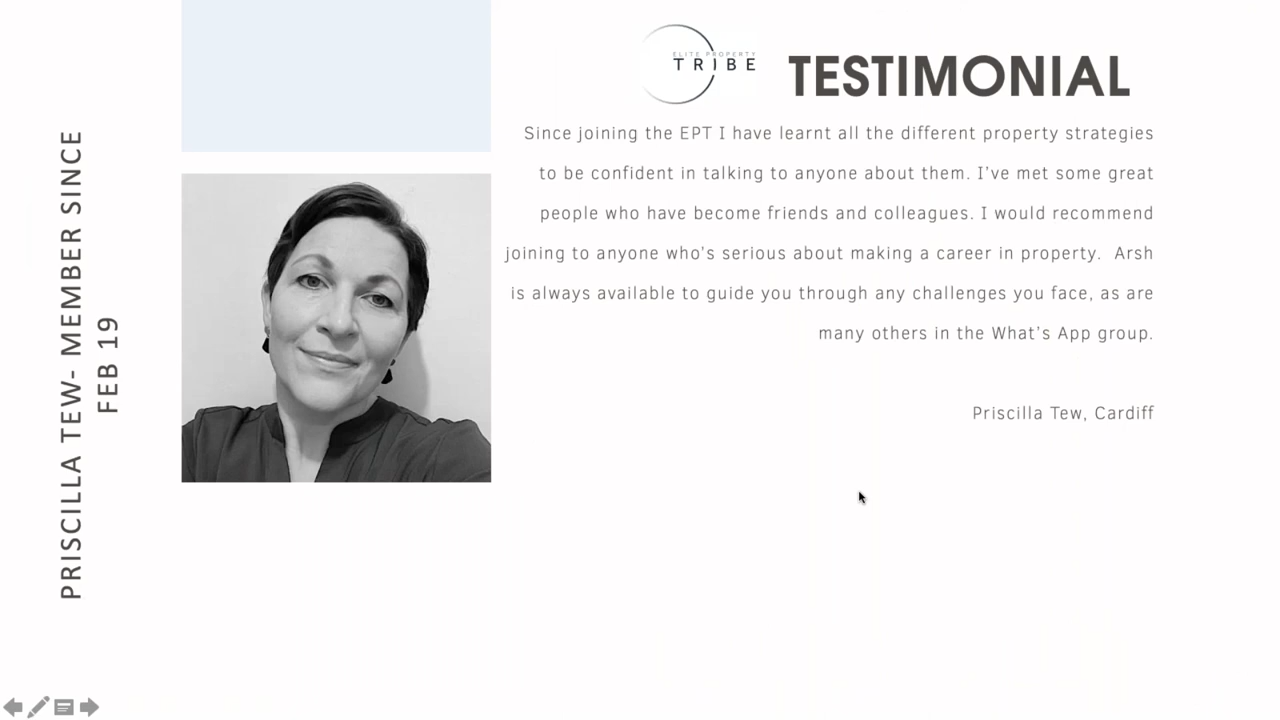 PRISCILLA TEW- MEMBER SINCE
FEB 19
ELITE PROPERTY
TRIBE
TESTIMONIAL
Since joining the EPT I have learnt all the different property strategies
to be confident in talking to anyone about them. I've met some great
people who have become friends and colleagues. I would recommend
joining to anyone who's serious about making a career in property.  Arsh
is always available to guide you through any challenges you face, as are
many others in the What's App group.
Priscilla Tew, Cardiff